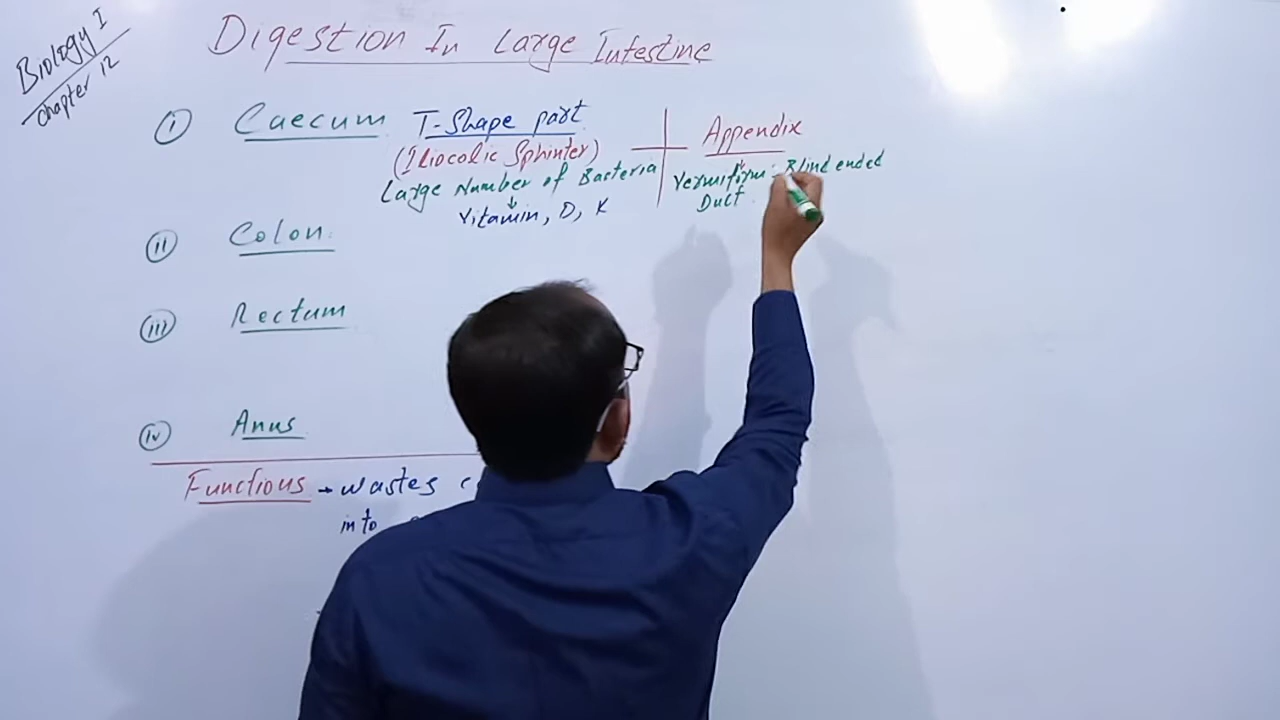 Biology I
Chapter 12
Digestion In Large Intestine
(i) Caecum T-Shape part
(Iliocolic Sphinter)
Large Number of Bacteria
Vitamin, D, K
Appendix
Vermiform - Blind ended
Duct
(ii) Colon
(iii) Rectum
(iv) Anus
Functions → wastes
into